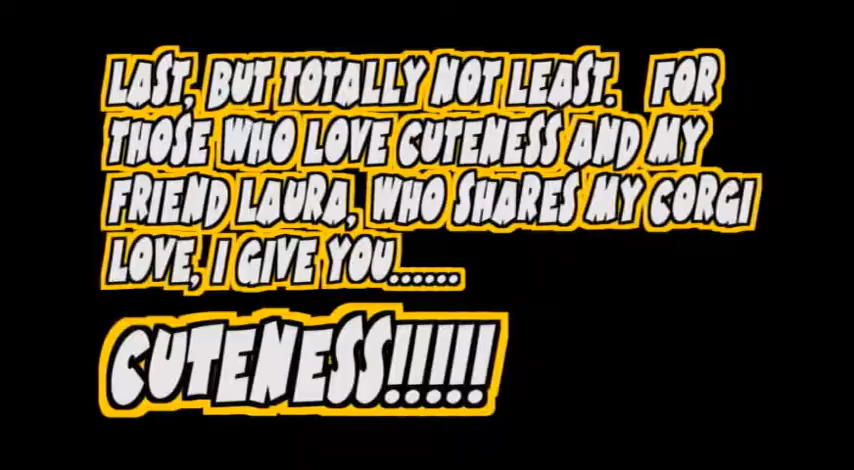 LAST, BUT TOTALLY NOT LEAST. FOR
THOSE WHO LOVE CUTENESS AND MY
FRIEND LAURA, WHO SHARES MY CORGI
LOVE, I GIVE YOU......
CUTENESS!!!!!